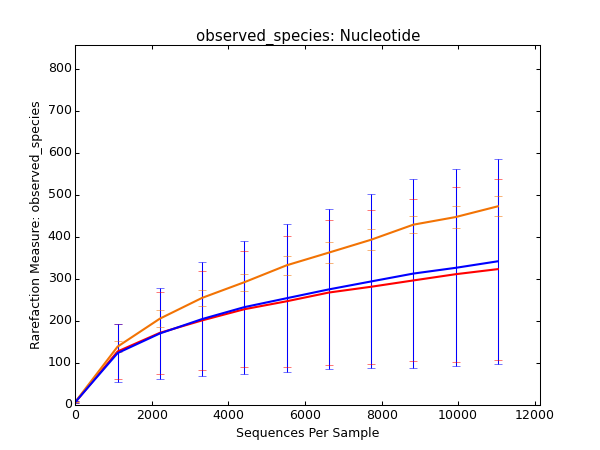 observed_species: Nucleotide
Rarefaction Measure: observed_species
800
700
600
500
400
300
200
100
0
0 2000 4000 6000 8000 10000 12000
Sequences Per Sample